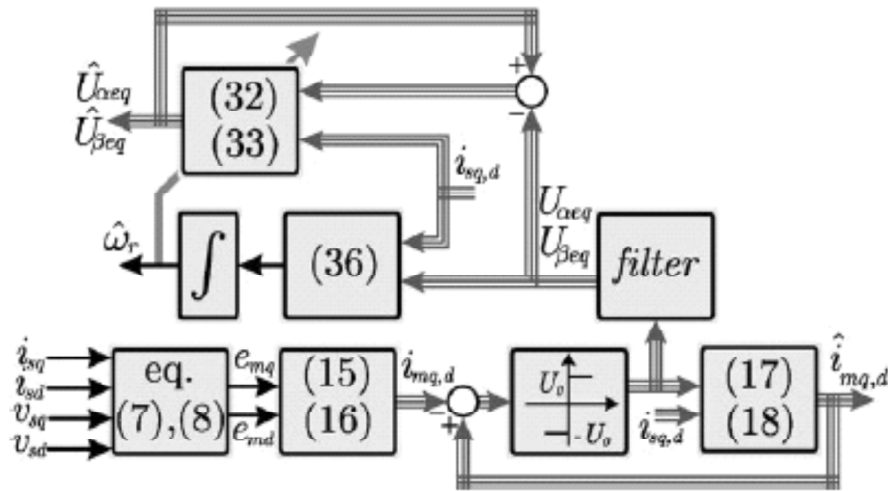 +
-
Û_αeq
Û_βeq
(32)
(33)
i_sq,d
U_αeq
U_βeq
ω̂_r
∫
(36)
filter
i_sq
i_sd
v_sq
v_sd
eq.
(7),(8)
e_mq
e_md
(15)
(16)
i_mq,d
-
+
U_o
-U_o
i_sq,d
(17)
(18)
î_mq,d